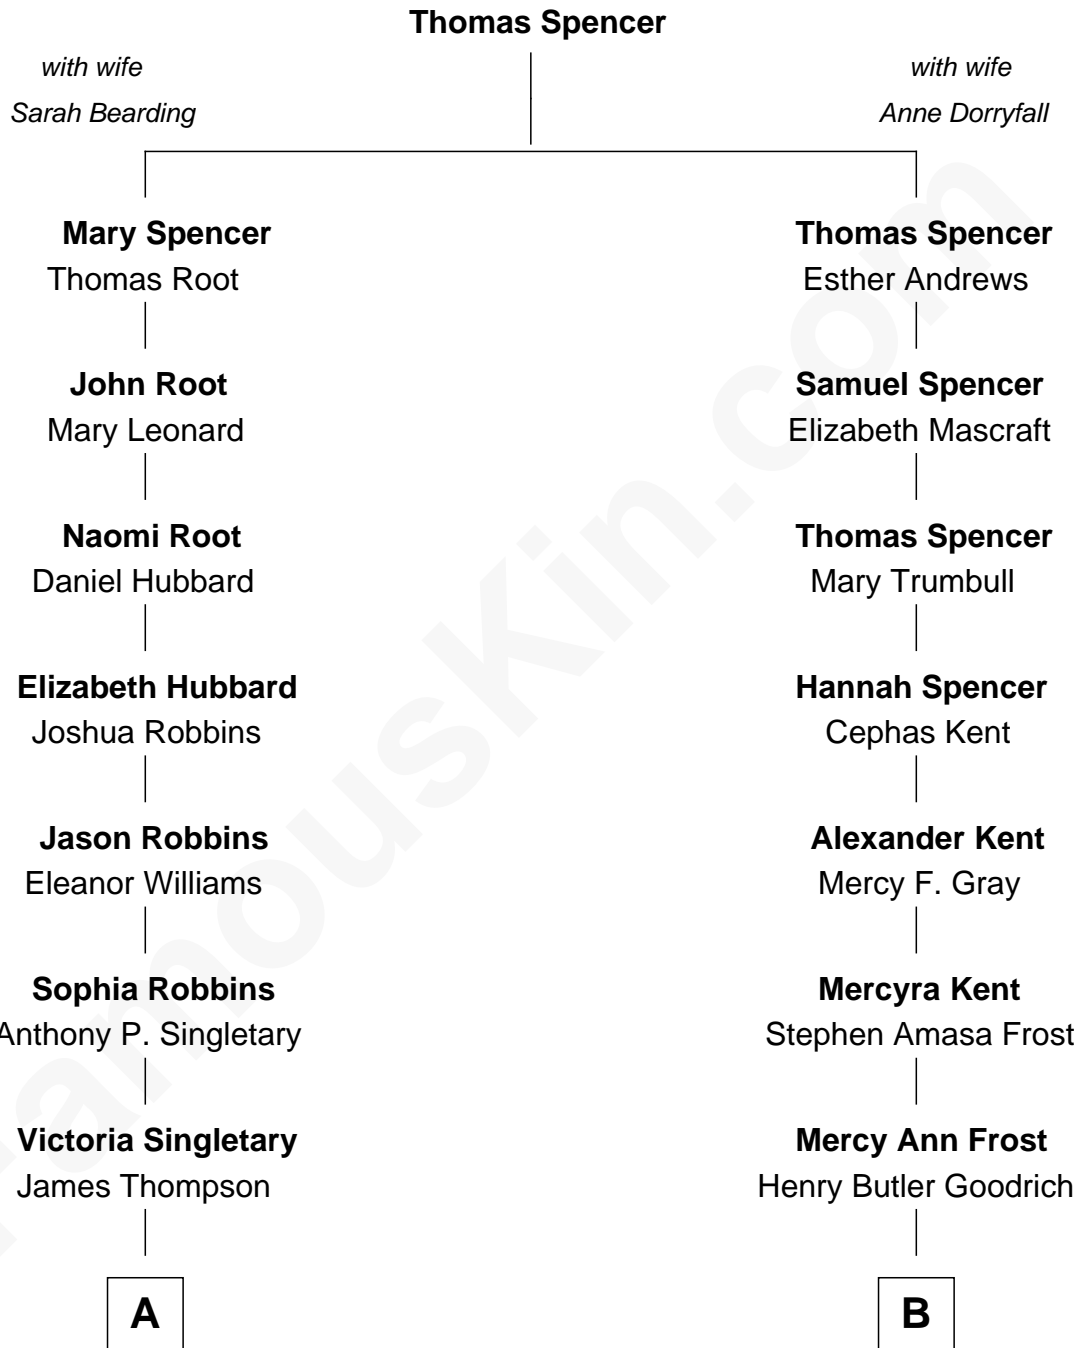 Thomas Spencer
with wife
Sarah Bearding
with wife
Anne Dorryfall
Mary Spencer
Thomas Root
Thomas Spencer
Esther Andrews
John Root
Mary Leonard
Samuel Spencer
Elizabeth Mascraft
Naomi Root
Daniel Hubbard
Thomas Spencer
Mary Trumbull
Elizabeth Hubbard
Joshua Robbins
Hannah Spencer
Cephas Kent
Jason Robbins
Eleanor Williams
Alexander Kent
Mercy F. Gray
Sophia Robbins
Anthony P. Singletary
Mercyra Kent
Stephen Amasa Frost
Victoria Singletary
James Thompson
Mercy Ann Frost
Henry Butler Goodrich
A
B
FamousKin.com